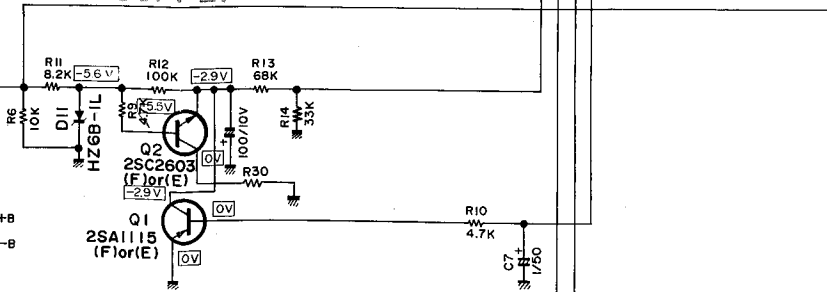 R11
8.2K
-5.6 V
R12
100K
-2.9V
R13
68K
R6
10K
D11
HZ6B-1L
R9
4.7K
-5.5V
100/10V
+
R14
33K
Q2
2SC2603
(F)or(E)
0V
R30
-2.9V
Q1
2SA1115
(F)or(E)
0V
0V
R10
4.7K
C7
+
1/50
+B
-B